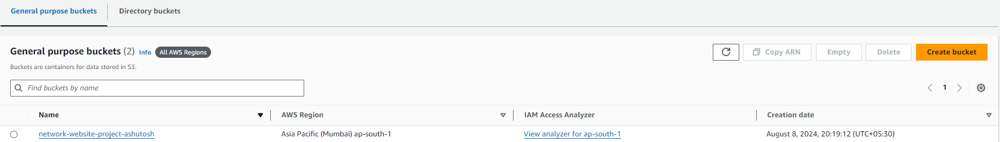 General purpose buckets Directory buckets
General purpose buckets (2) Info All AWS Regions Copy ARN Empty Delete Create bucket
Buckets are containers for data stored in S3.
Find buckets by name 1
Name AWS Region IAM Access Analyzer Creation date
network-website-project-ashutosh Asia Pacific (Mumbai) ap-south-1 View analyzer for ap-south-1 August 8, 2024, 20:19:12 (UTC+05:30)